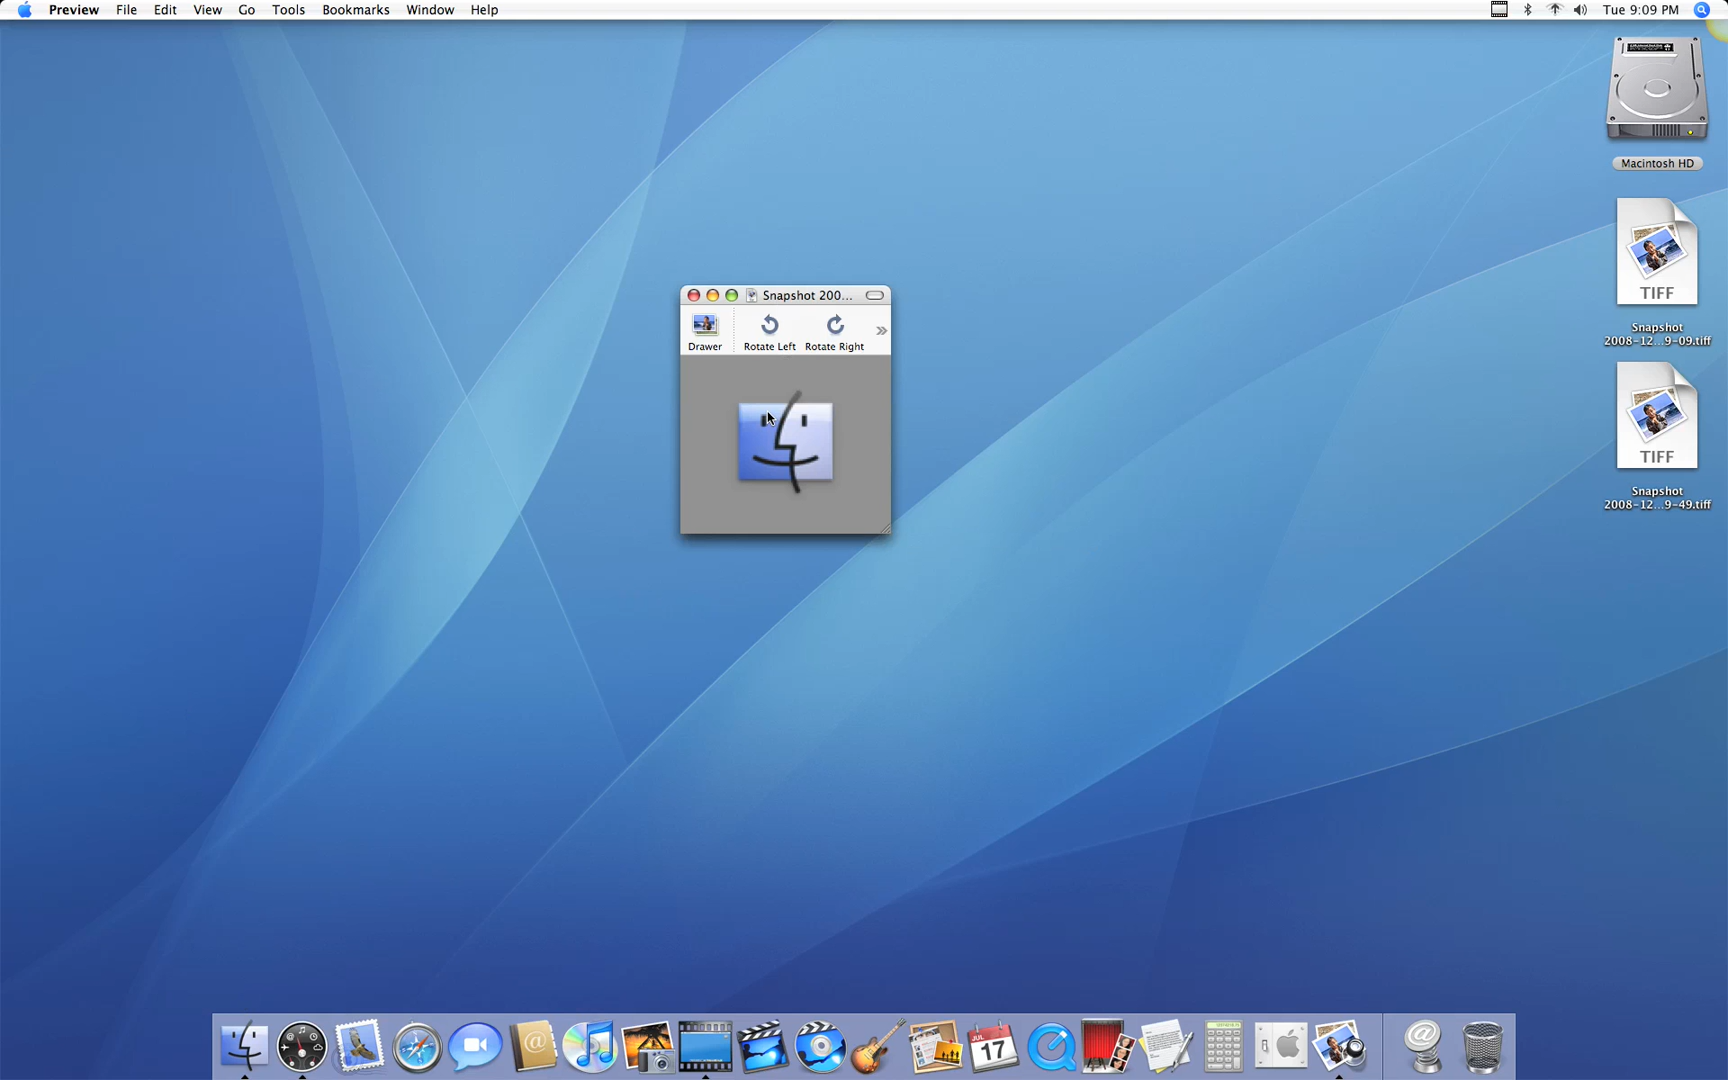 Preview File Edit View Go Tools Bookmarks Window Help Tue 9:09 PM
Macintosh HD
TIFF
Snapshot
2008-12...9-09.tiff
TIFF
Snapshot
2008-12...9-49.tiff
Snapshot 200...
Drawer Rotate Left Rotate Right
JUL
17